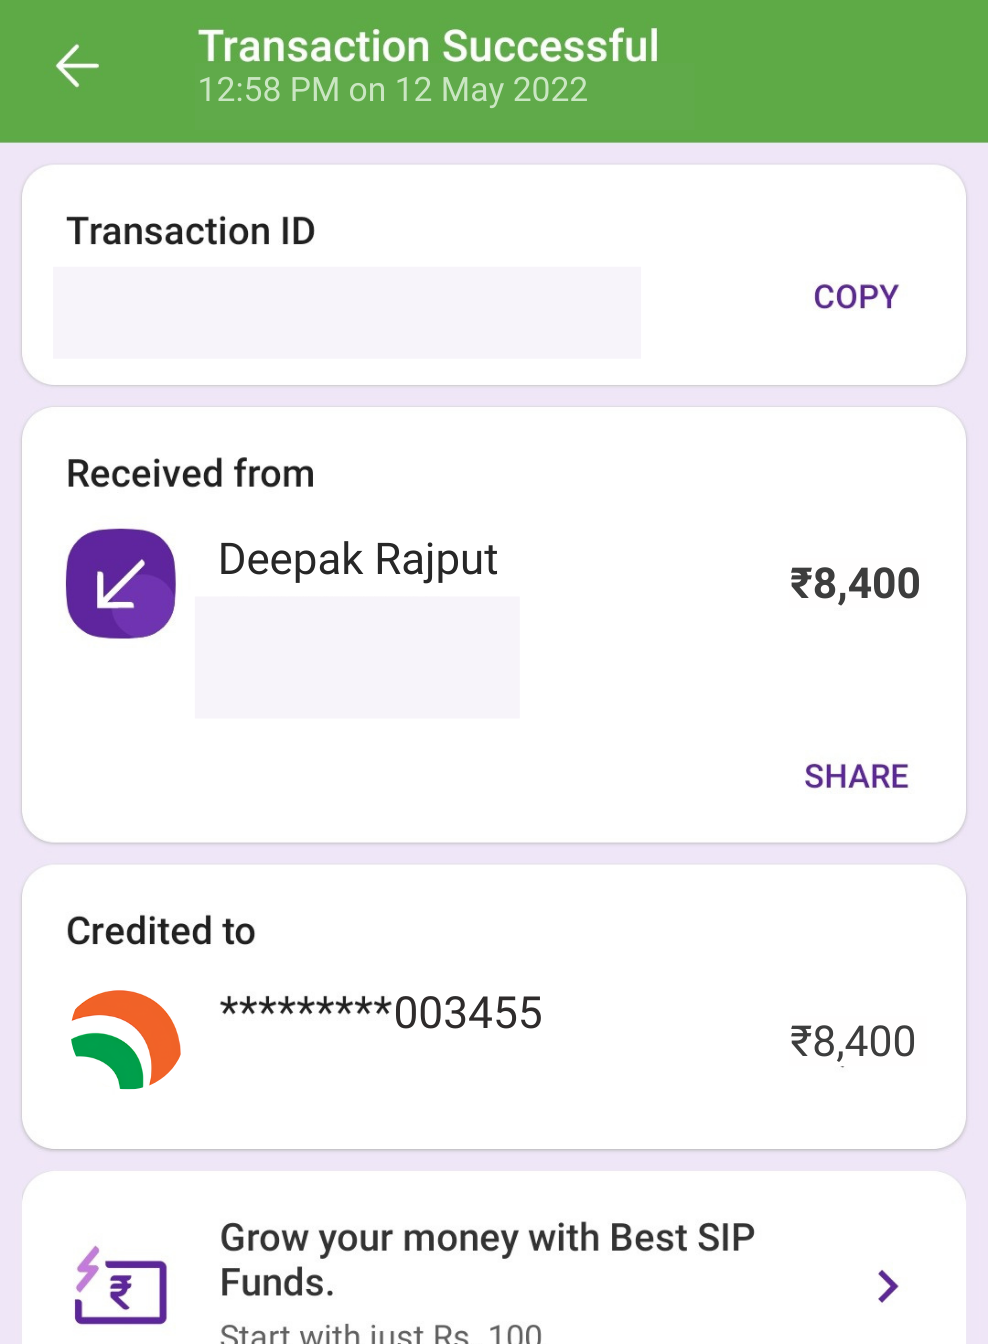 Transaction Successful
12:58 PM on 12 May 2022
Transaction ID
COPY
Received from
Deepak Rajput
₹8,400
SHARE
Credited to
*********003455
₹8,400
Grow your money with Best SIP
Funds.
₹
Start with just Rs. 100